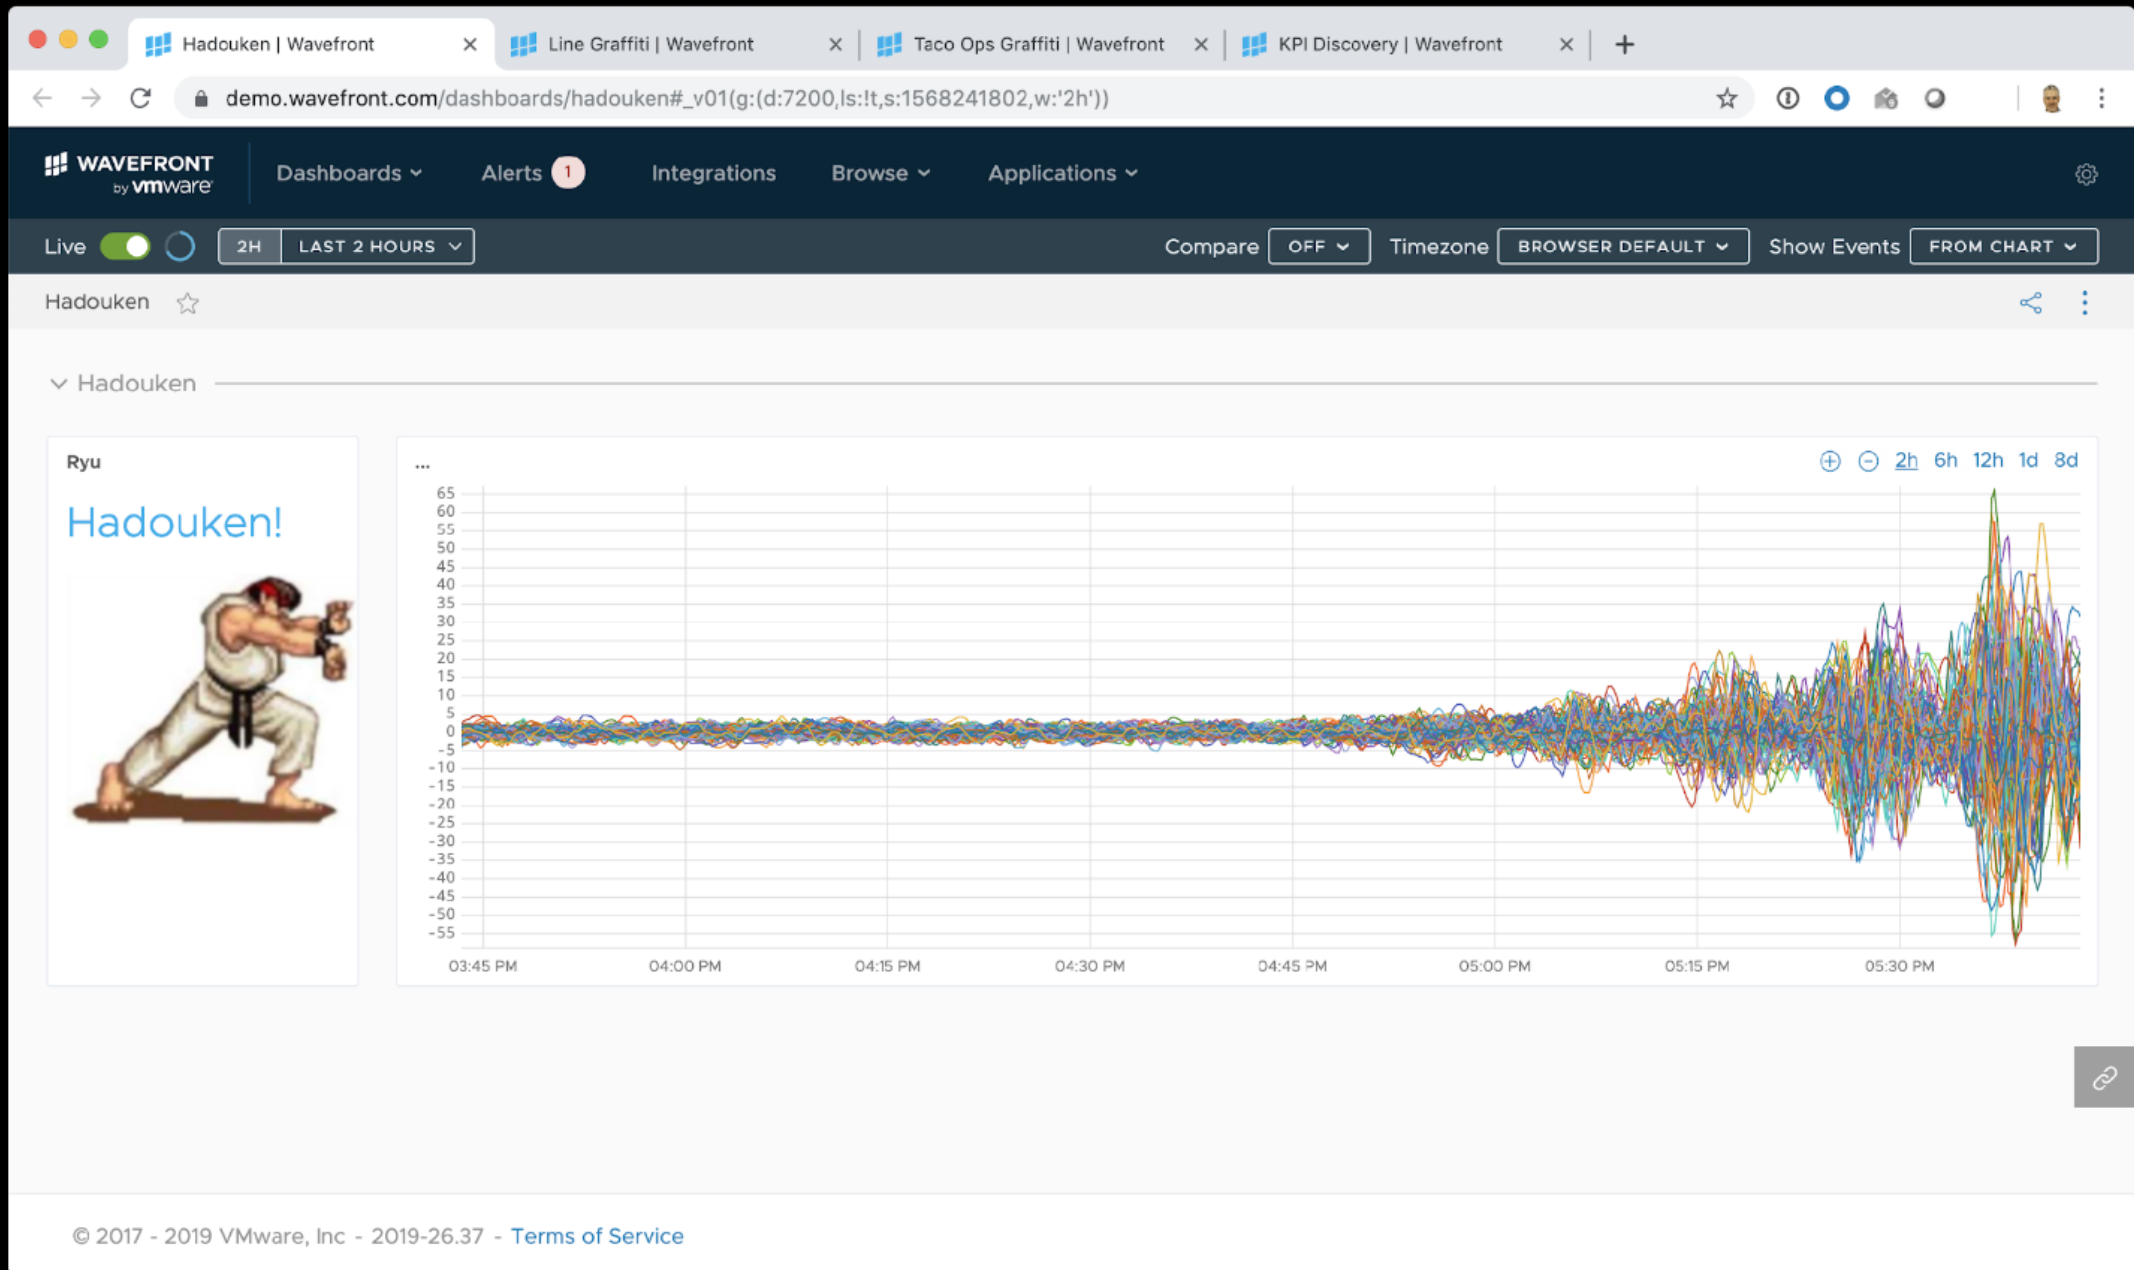 Hadouken | Wavefront
Line Graffiti | Wavefront
Taco Ops Graffiti | Wavefront
KPI Discovery | Wavefront
demo.wavefront.com/dashboards/hadouken#_v01(g:(d:7200,ls:!t,s:1568241802,w:'2h'))
WAVEFRONT
by vmware
Dashboards
Alerts 1
Integrations
Browse
Applications
Live
2H LAST 2 HOURS
Compare OFF
Timezone BROWSER DEFAULT
Show Events FROM CHART
Hadouken
Hadouken
Ryu
Hadouken!
...
2h 6h 12h 1d 8d
65
60
55
50
45
40
35
30
25
20
15
10
5
0
-5
-10
-15
-20
-25
-30
-35
-40
-45
-50
-55
03:45 PM 04:00 PM 04:15 PM 04:30 PM 04:45 PM 05:00 PM 05:15 PM 05:30 PM
© 2017 - 2019 VMware, Inc - 2019-26.37 - Terms of Service